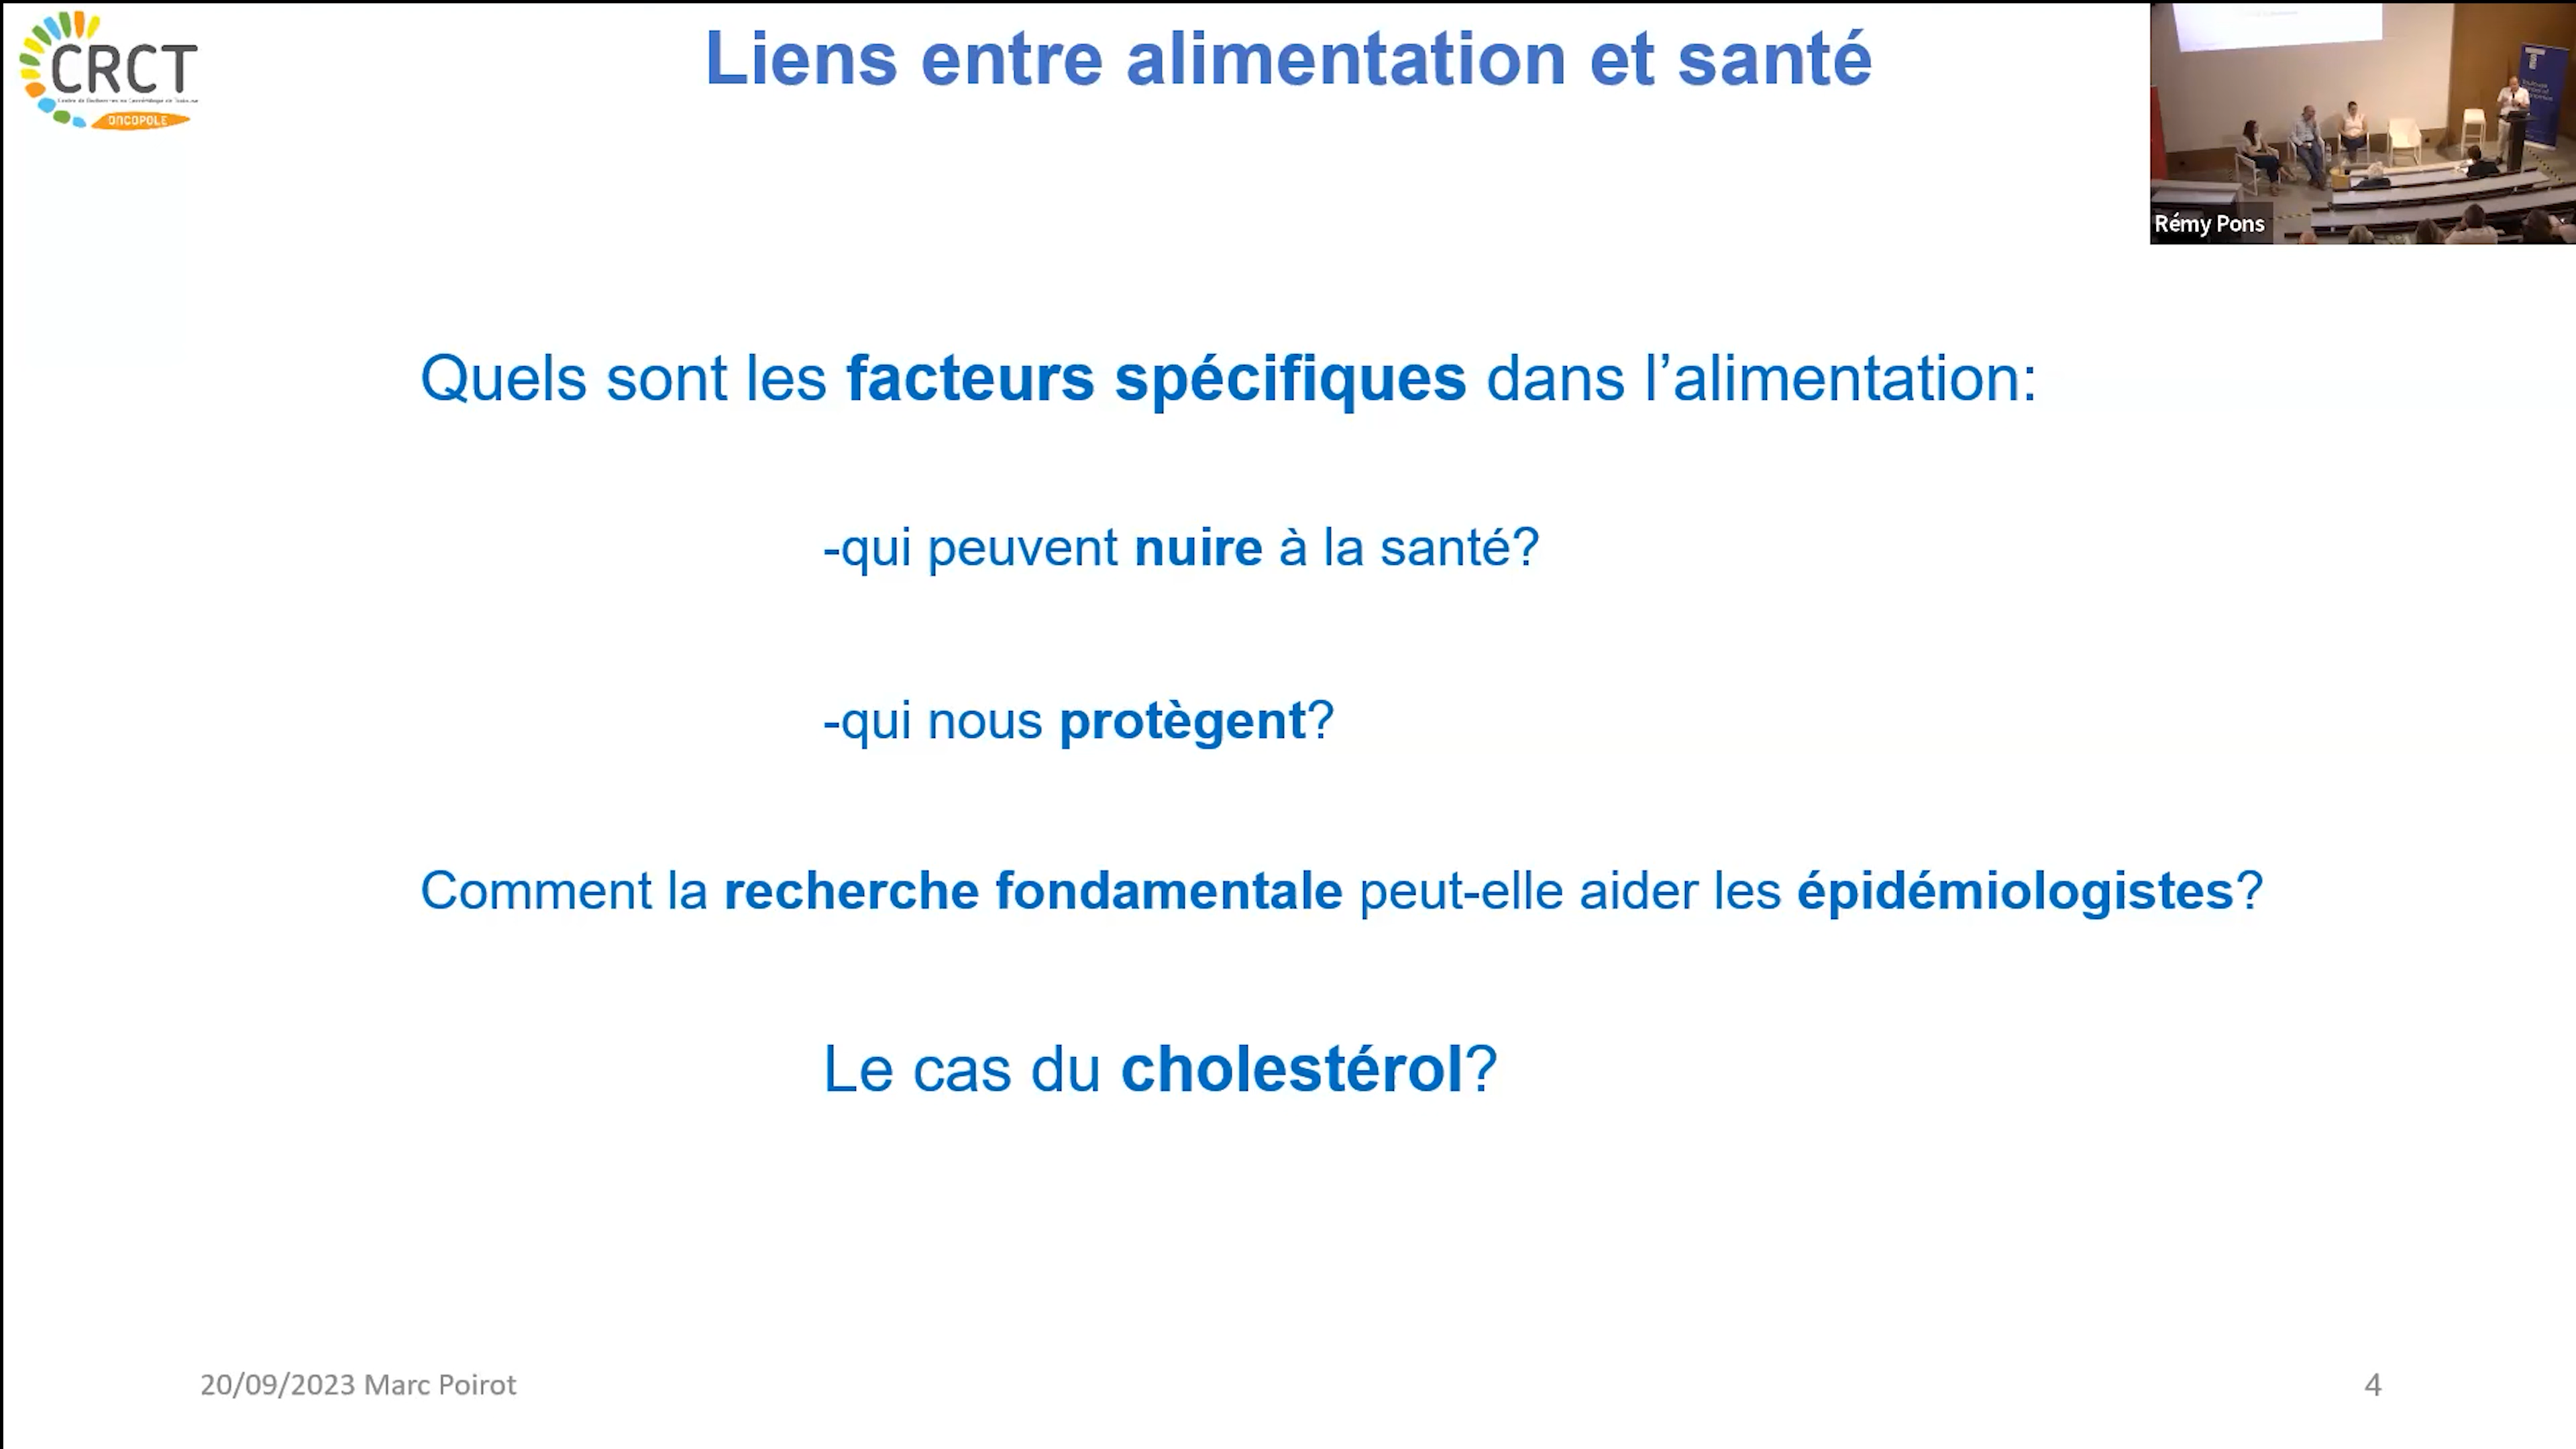 CRCT
ONCOPOLE
Liens entre alimentation et santé
Rémy Pons
Quels sont les facteurs spécifiques dans l’alimentation:
-qui peuvent nuire à la santé?
-qui nous protègent?
Comment la recherche fondamentale peut-elle aider les épidémiologistes?
Le cas du cholestérol?
20/09/2023 Marc Poirot
4